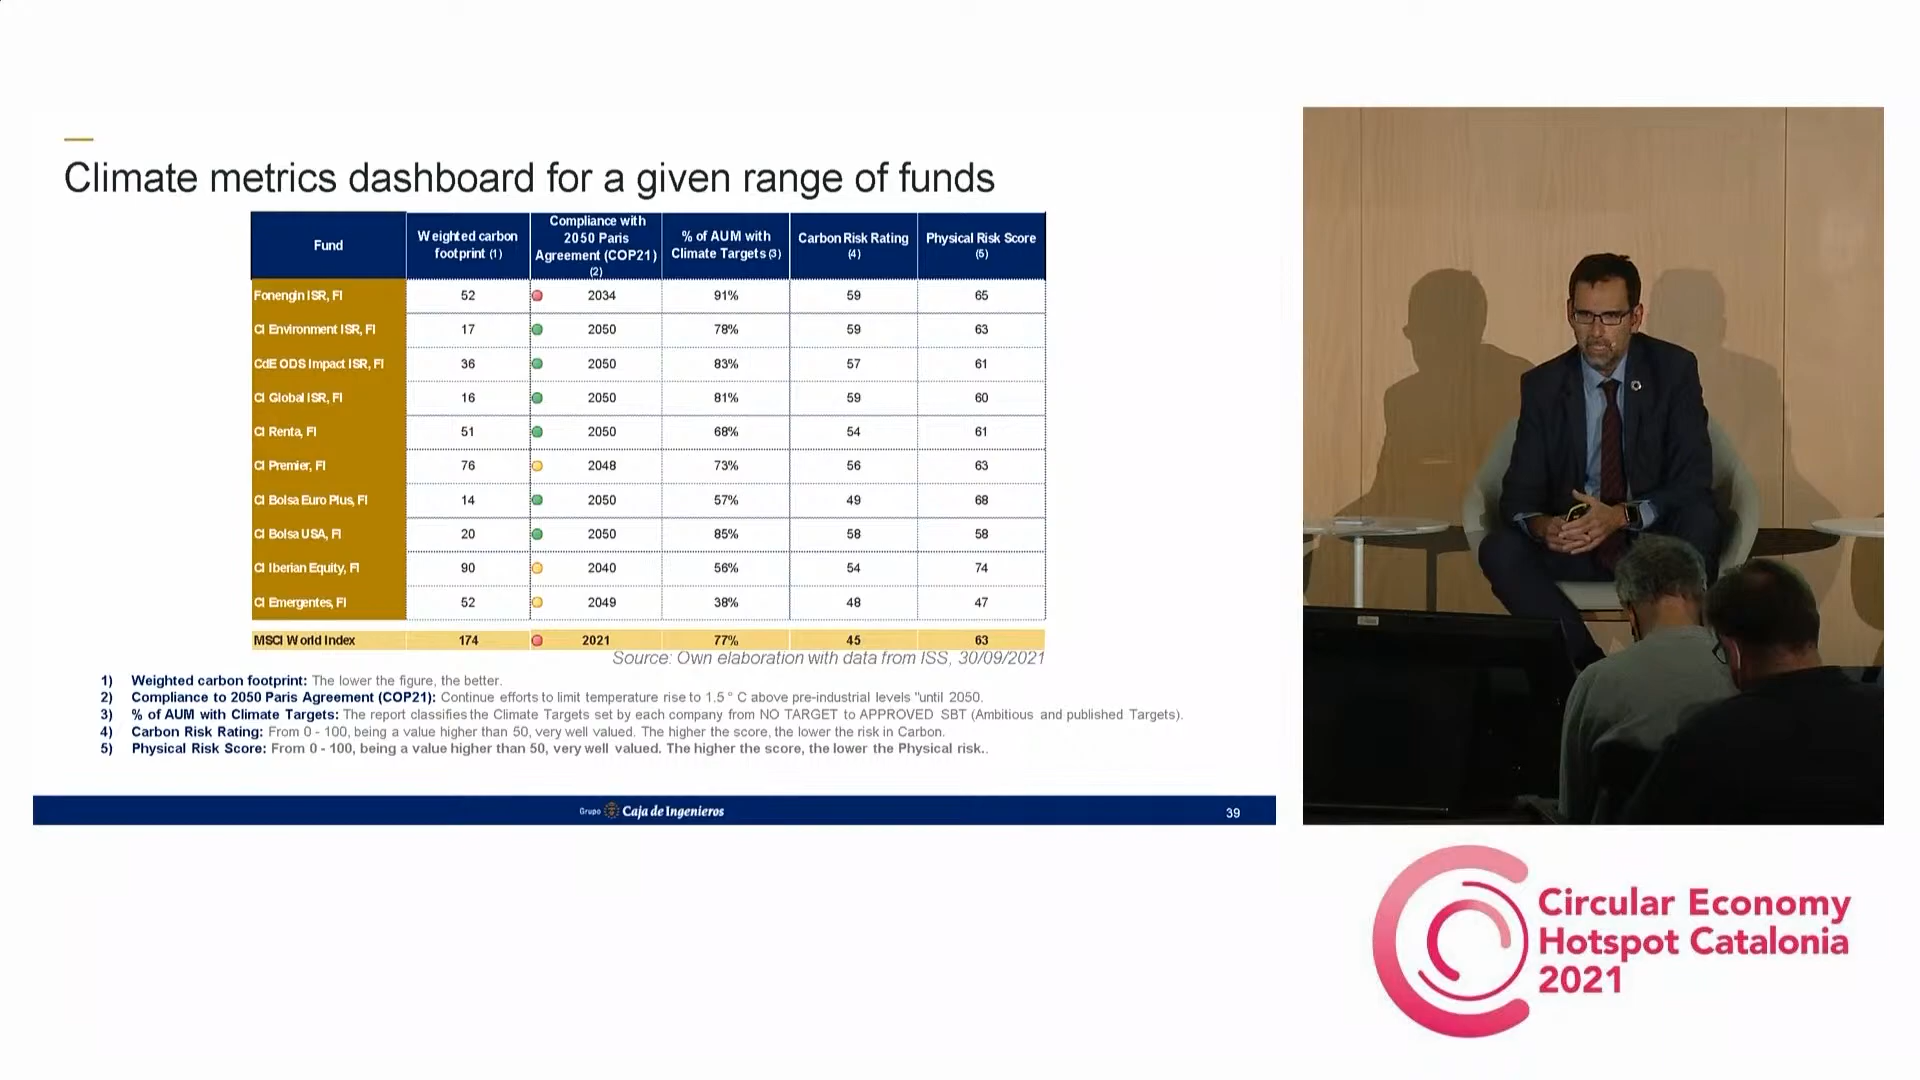 Climate metrics dashboard for a given range of funds
Fund Weighted carbon footprint (1) Compliance with 2050 Paris Agreement (COP21) (2) % of AUM with Climate Targets (3) Carbon Risk Rating (4) Physical Risk Score (5)
Fonengin ISR, FI 52 2034 91% 59 65
CI Environment ISR, FI 17 2050 78% 59 63
CdE ODS Impact ISR, FI 36 2050 83% 57 61
CI Global ISR, FI 16 2050 81% 59 60
CI Renta, FI 51 2050 68% 54 61
CI Premier, FI 76 2048 73% 56 63
CI Bolsa Euro Plus, FI 14 2050 57% 49 68
CI Bolsa USA, FI 20 2050 85% 58 58
CI Iberian Equity, FI 90 2040 56% 54 74
CI Emergentes, FI 52 2049 38% 48 47
MSCI World Index 174 2021 77% 45 63
Source: Own elaboration with data from ISS, 30/09/2021
1) Weighted carbon footprint: The lower the figure, the better.
2) Compliance to 2050 Paris Agreement (COP21): Continue efforts to limit temperature rise to 1.5 ° C above pre-industrial levels "until 2050.
3) % of AUM with Climate Targets: The report classifies the Climate Targets set by each company from NO TARGET to APPROVED SBT (Ambitious and published Targets).
4) Carbon Risk Rating: From 0 - 100, being a value higher than 50, very well valued. The higher the score, the lower the risk in Carbon.
5) Physical Risk Score: From 0 - 100, being a value higher than 50, very well valued. The higher the score, the lower the Physical risk..
Grupo Caja de Ingenieros
39
Circular Economy
Hotspot Catalonia
2021